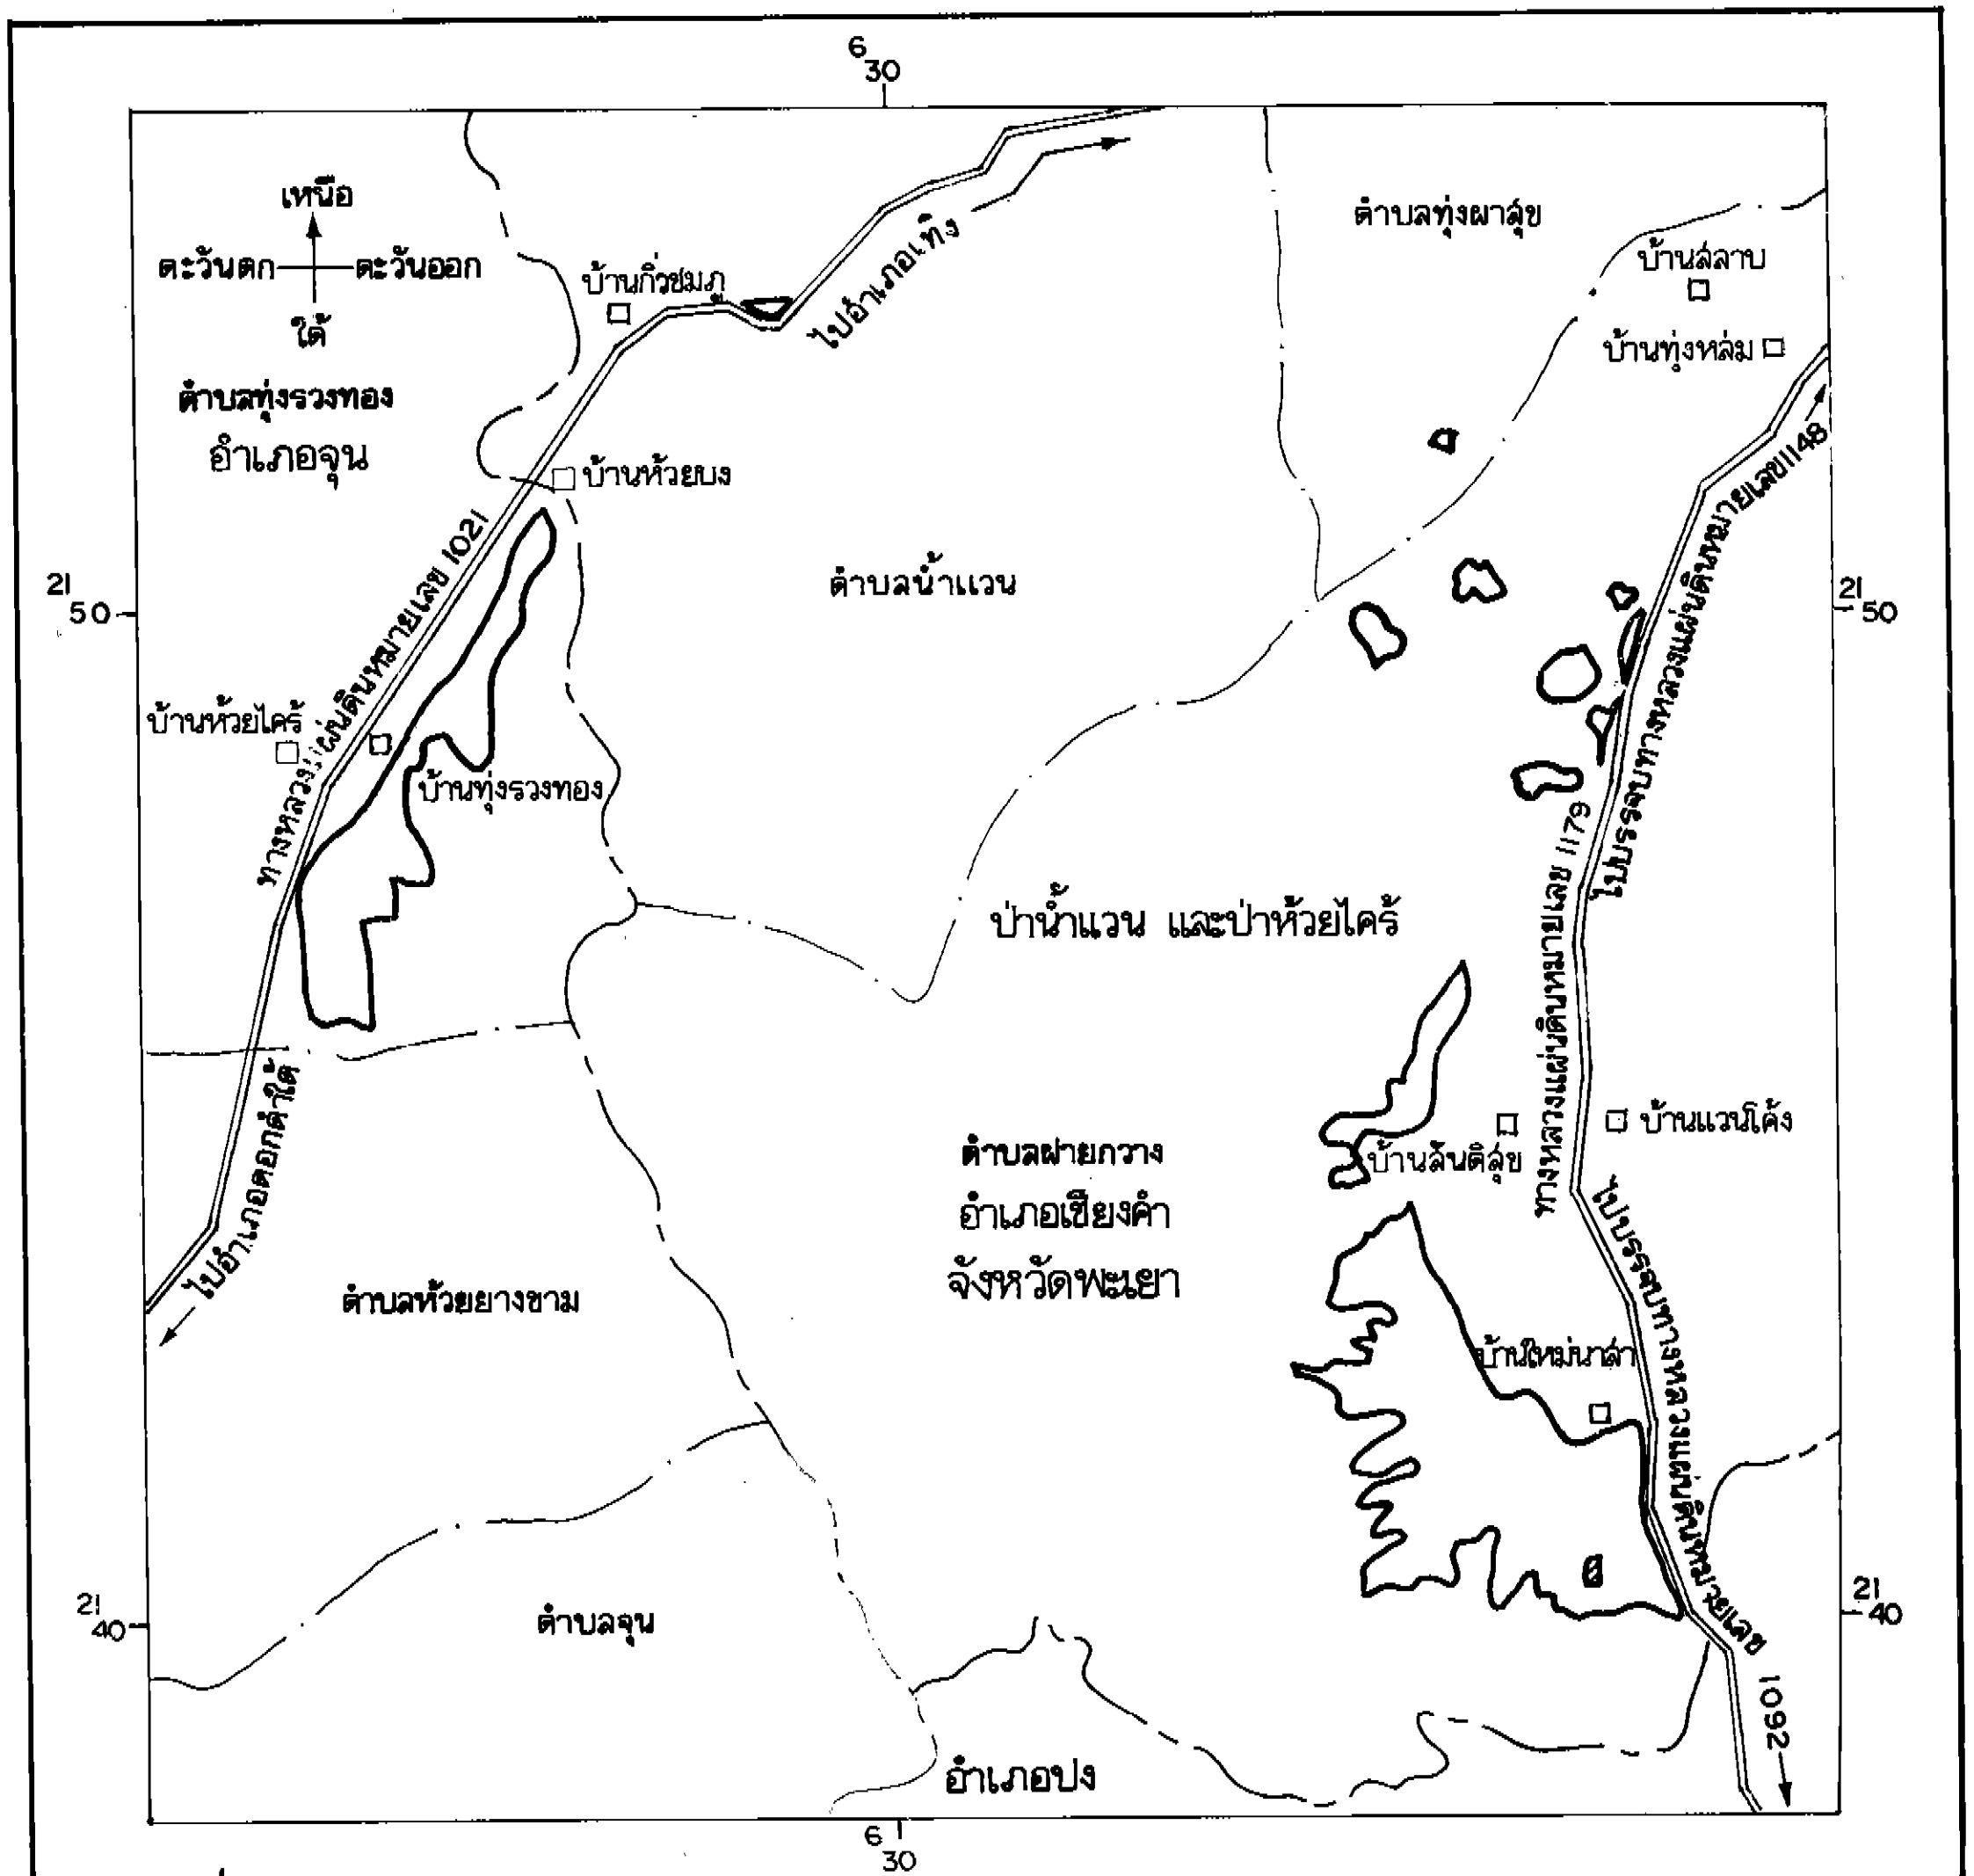 6
30
เหนือ
ตะวันตก
ตะวันออก
ใต้
ตำบลทุ่งรวงทอง
อำเภอจุน
บ้านกิ่วชมภู
ไปอำเภอเทิง
ตำบลทุ่งผาสุข
บ้านสลาบ
บ้านทุ่งหล่ม
บ้านห้วยบง
ทางหลวงแผ่นดินหมายเลข 1021
ตำบลน้ำแวน
ไปบรรจบทางหลวงแผ่นดินหมายเลข 1148
21
50
21
50
บ้านห้วยไคร้
บ้านทุ่งรวงทอง
ป่าน้ำแวน และป่าห้วยไคร้
ทางหลวงแผ่นดินหมายเลข 1179
ไปอำเภอดอกคำใต้
ตำบลฝายกวาง
อำเภอเชียงคำ
จังหวัดพะเยา
บ้านสันติสุข
บ้านแวนโค้ง
ตำบลห้วยยางขาม
บ้านใหม่นาสา
ไปบรรจบทางหลวงแผ่นดินหมายเลข 1092
21
40
21
40
ตำบลจุน
อำเภอปง
6
30